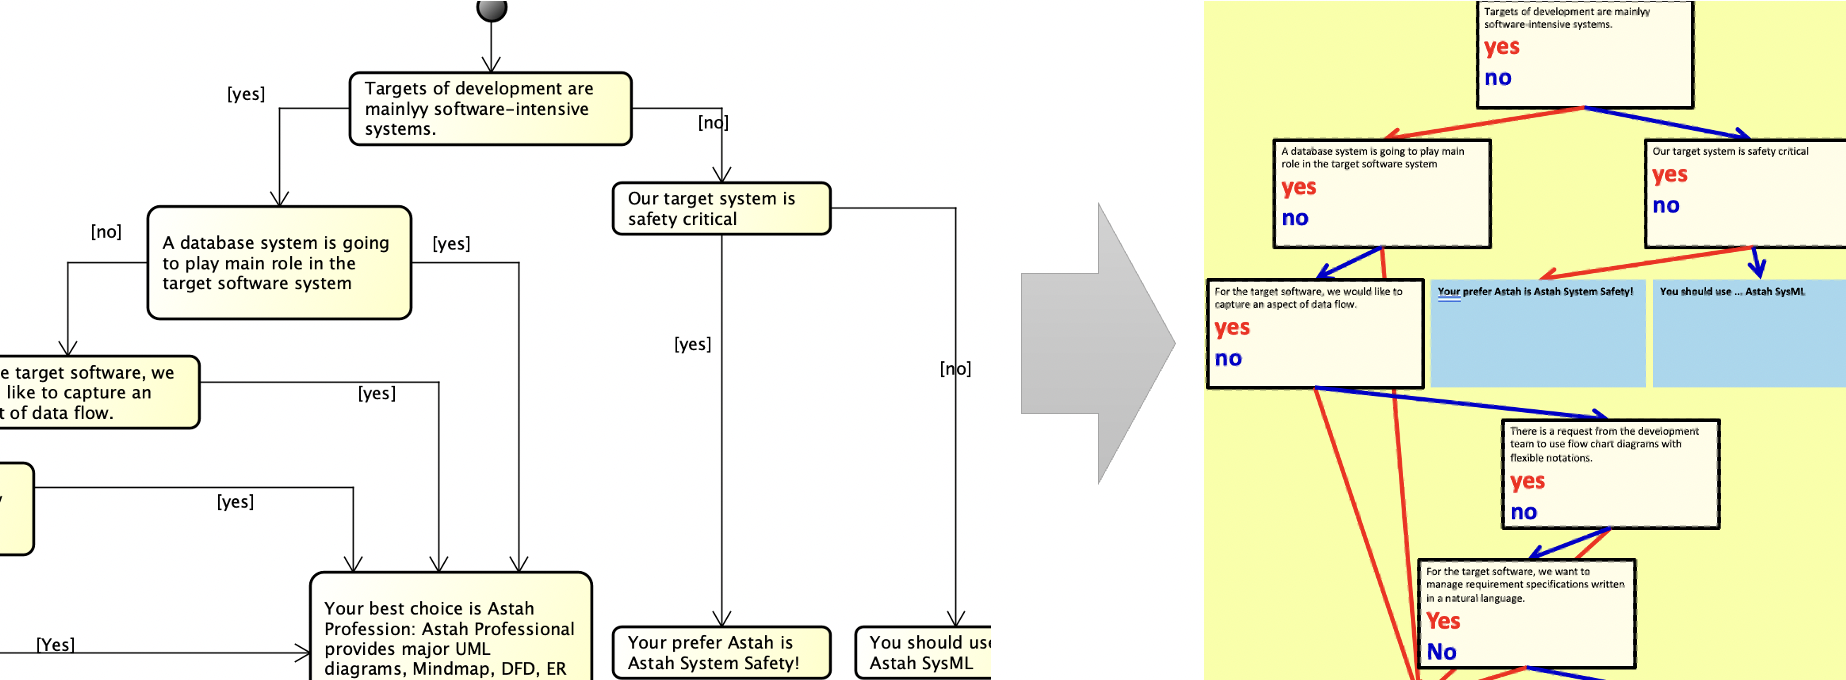 [yes]
Targets of development are
mainlyy software-intensive
systems.
[no]
Our target system is
safety critical
[no]
A database system is going
to play main role in the
target software system
[yes]
[yes]
[no]
e target software, we
like to capture an
t of data flow.
[yes]
[yes]
[Yes]
Your best choice is Astah
Profession: Astah Professional
provides major UML
diagrams, Mindmap, DFD, ER
Your prefer Astah is
Astah System Safety!
You should use
Astah SysML
Targets of development are mainlyy
software-intensive systems.
yes
no
A database system is going to play main
role in the target software system
yes
no
Our target system is safety critical
yes
no
For the target software, we would like to
capture an aspect of data flow.
yes
no
Your prefer Astah is Astah System Safety!
You should use ... Astah SysML
There is a request from the development
team to use flow chart diagrams with
flexible notations.
yes
no
For the target software, we want to
manage requirement specifications written
in a natural language.
Yes
No